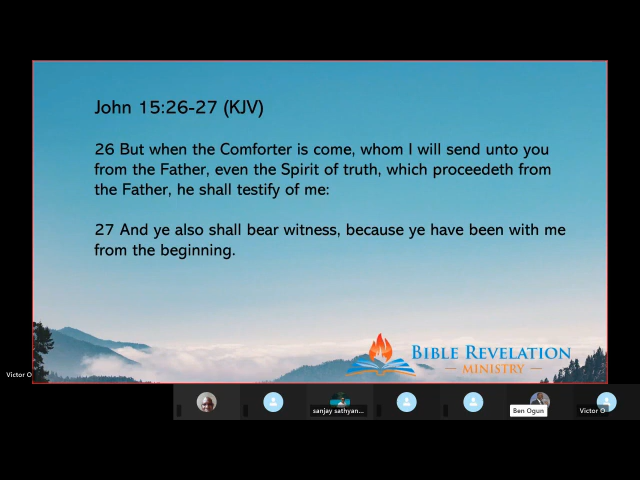 John 15:26-27 (KJV)
26 But when the Comforter is come, whom I will send unto you
from the Father, even the Spirit of truth, which proceedeth from
the Father, he shall testify of me:
27 And ye also shall bear witness, because ye have been with me
from the beginning.
BIBLE REVELATION
MINISTRY
Victor O
sanjay sathyan...
Ben Ogun
Victor O